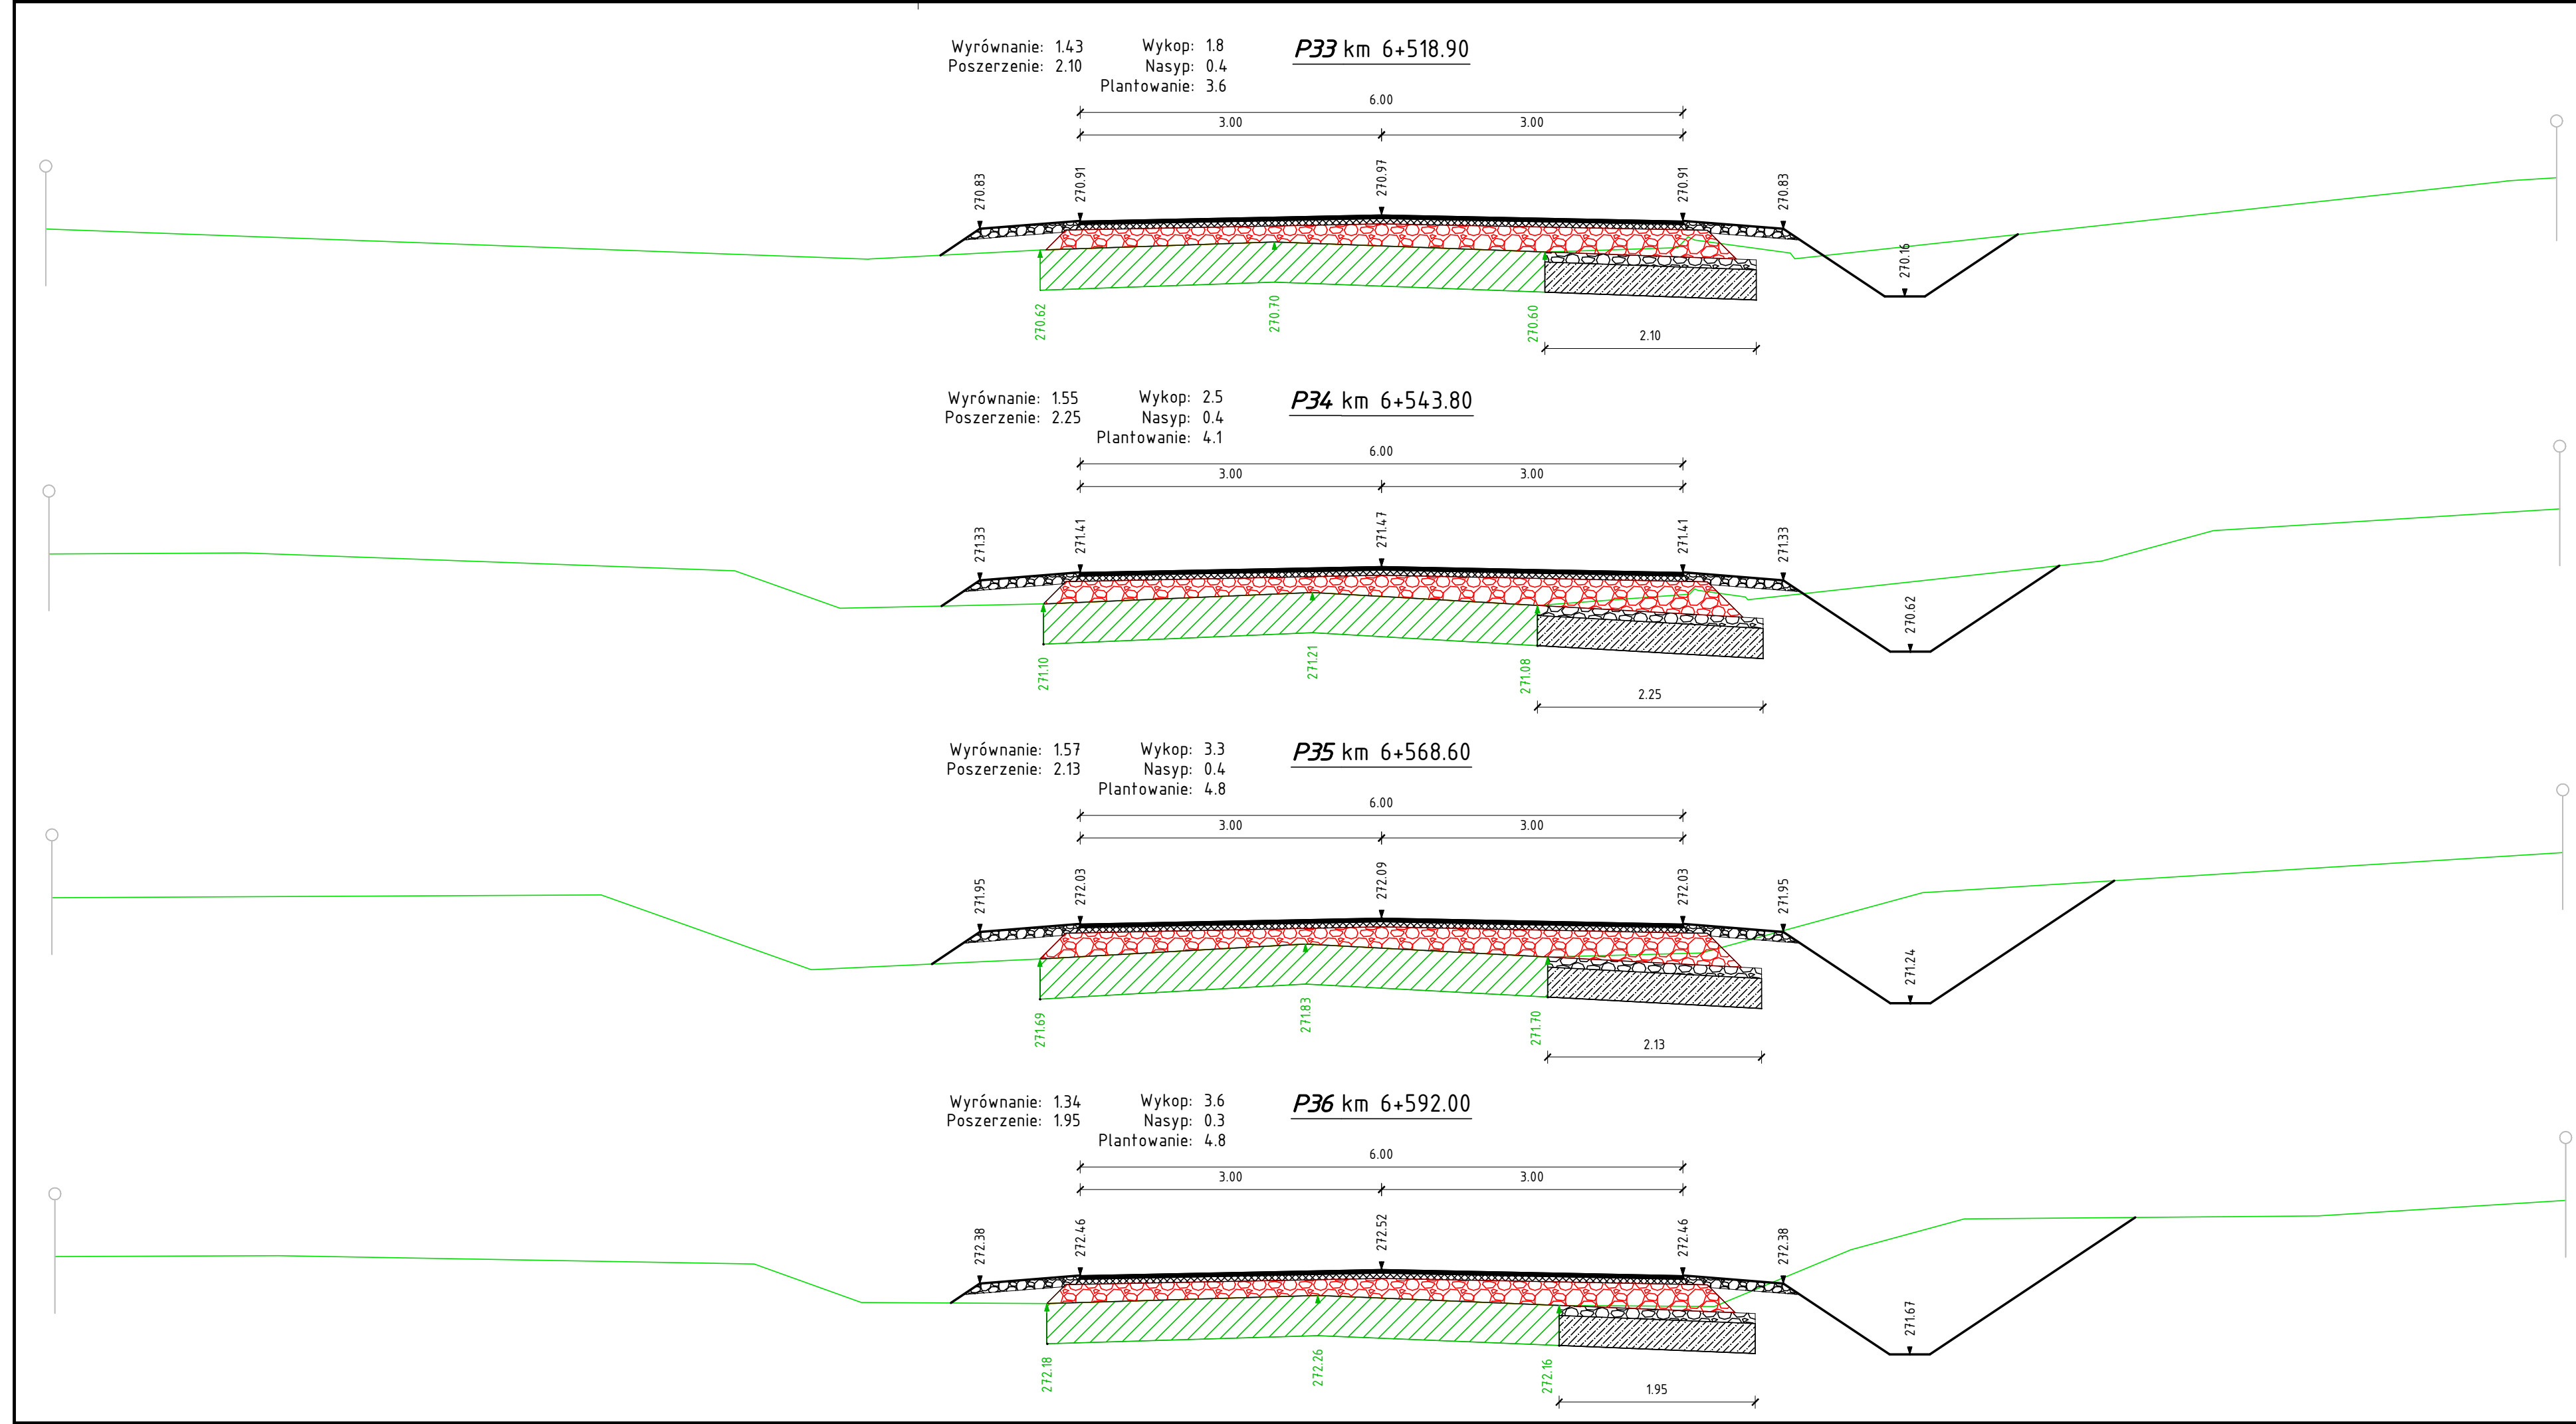 Wyrównanie: 1.43 Wykop: 1.8 P33 km 6+518.90
Poszerzenie: 2.10 Nasyp: 0.4
Plantowanie: 3.6
6.00
3.00 3.00
270.83 270.91 270.97 270.91 270.83
270.16
270.62 270.70 270.60
2.10
Wyrównanie: 1.55 Wykop: 2.5 P34 km 6+543.80
Poszerzenie: 2.25 Nasyp: 0.4
Plantowanie: 4.1
6.00
3.00 3.00
271.33 271.41 271.47 271.41 271.33
270.62
271.10 271.21 271.08
2.25
Wyrównanie: 1.57 Wykop: 3.3 P35 km 6+568.60
Poszerzenie: 2.13 Nasyp: 0.4
Plantowanie: 4.8
6.00
3.00 3.00
271.95 272.03 272.09 272.03 271.95
271.24
271.69 271.83 271.70
2.13
Wyrównanie: 1.34 Wykop: 3.6 P36 km 6+592.00
Poszerzenie: 1.95 Nasyp: 0.3
Plantowanie: 4.8
6.00
3.00 3.00
272.38 272.46 272.52 272.46 272.38
271.67
272.18 272.26 272.16
1.95